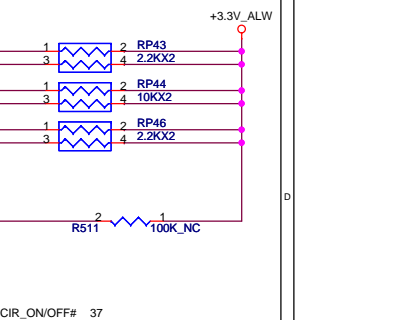 +3.3V_ALW
1 2 RP43
3 4 2.2KX2
1 2 RP44
3 4 10KX2
1 2 RP46
3 4 2.2KX2
D
2 1
R511 100K_NC
CIR_ON/OFF# 37